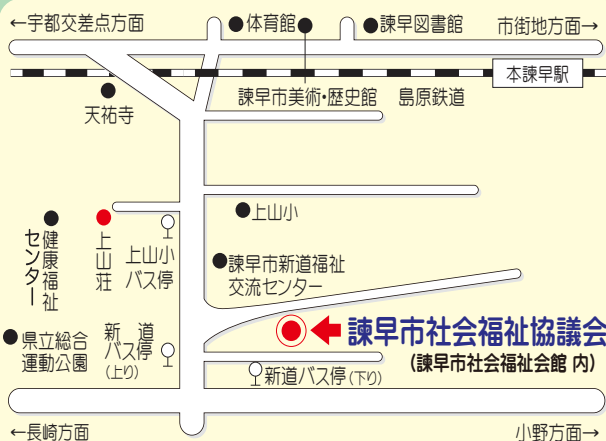 ←宇都交差点方面
体育館
諫早図書館
市街地方面→
本諫早駅
諫早市美術・歴史館
島原鉄道
天祐寺
上山小
健康福祉
センター
上山荘
上山小
バス停
諫早市新道福祉
交流センター
県立総合
運動公園
新道
バス停
(上り)
諫早市社会福祉協議会
(諫早市社会福祉会館 内)
新道バス停(下り)
←長崎方面
小野方面→